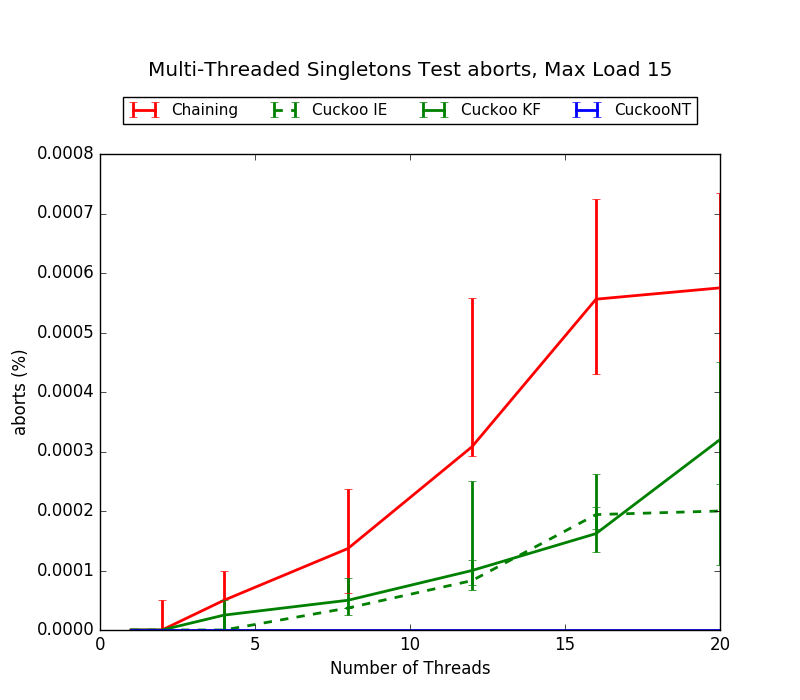 Multi-Threaded Singletons Test aborts, Max Load 15
Chaining Cuckoo IE Cuckoo KF CuckooNT
0.0008
0.0007
0.0006
0.0005
0.0004
0.0003
0.0002
0.0001
0.0000
aborts (%)
0 5 10 15 20
Number of Threads